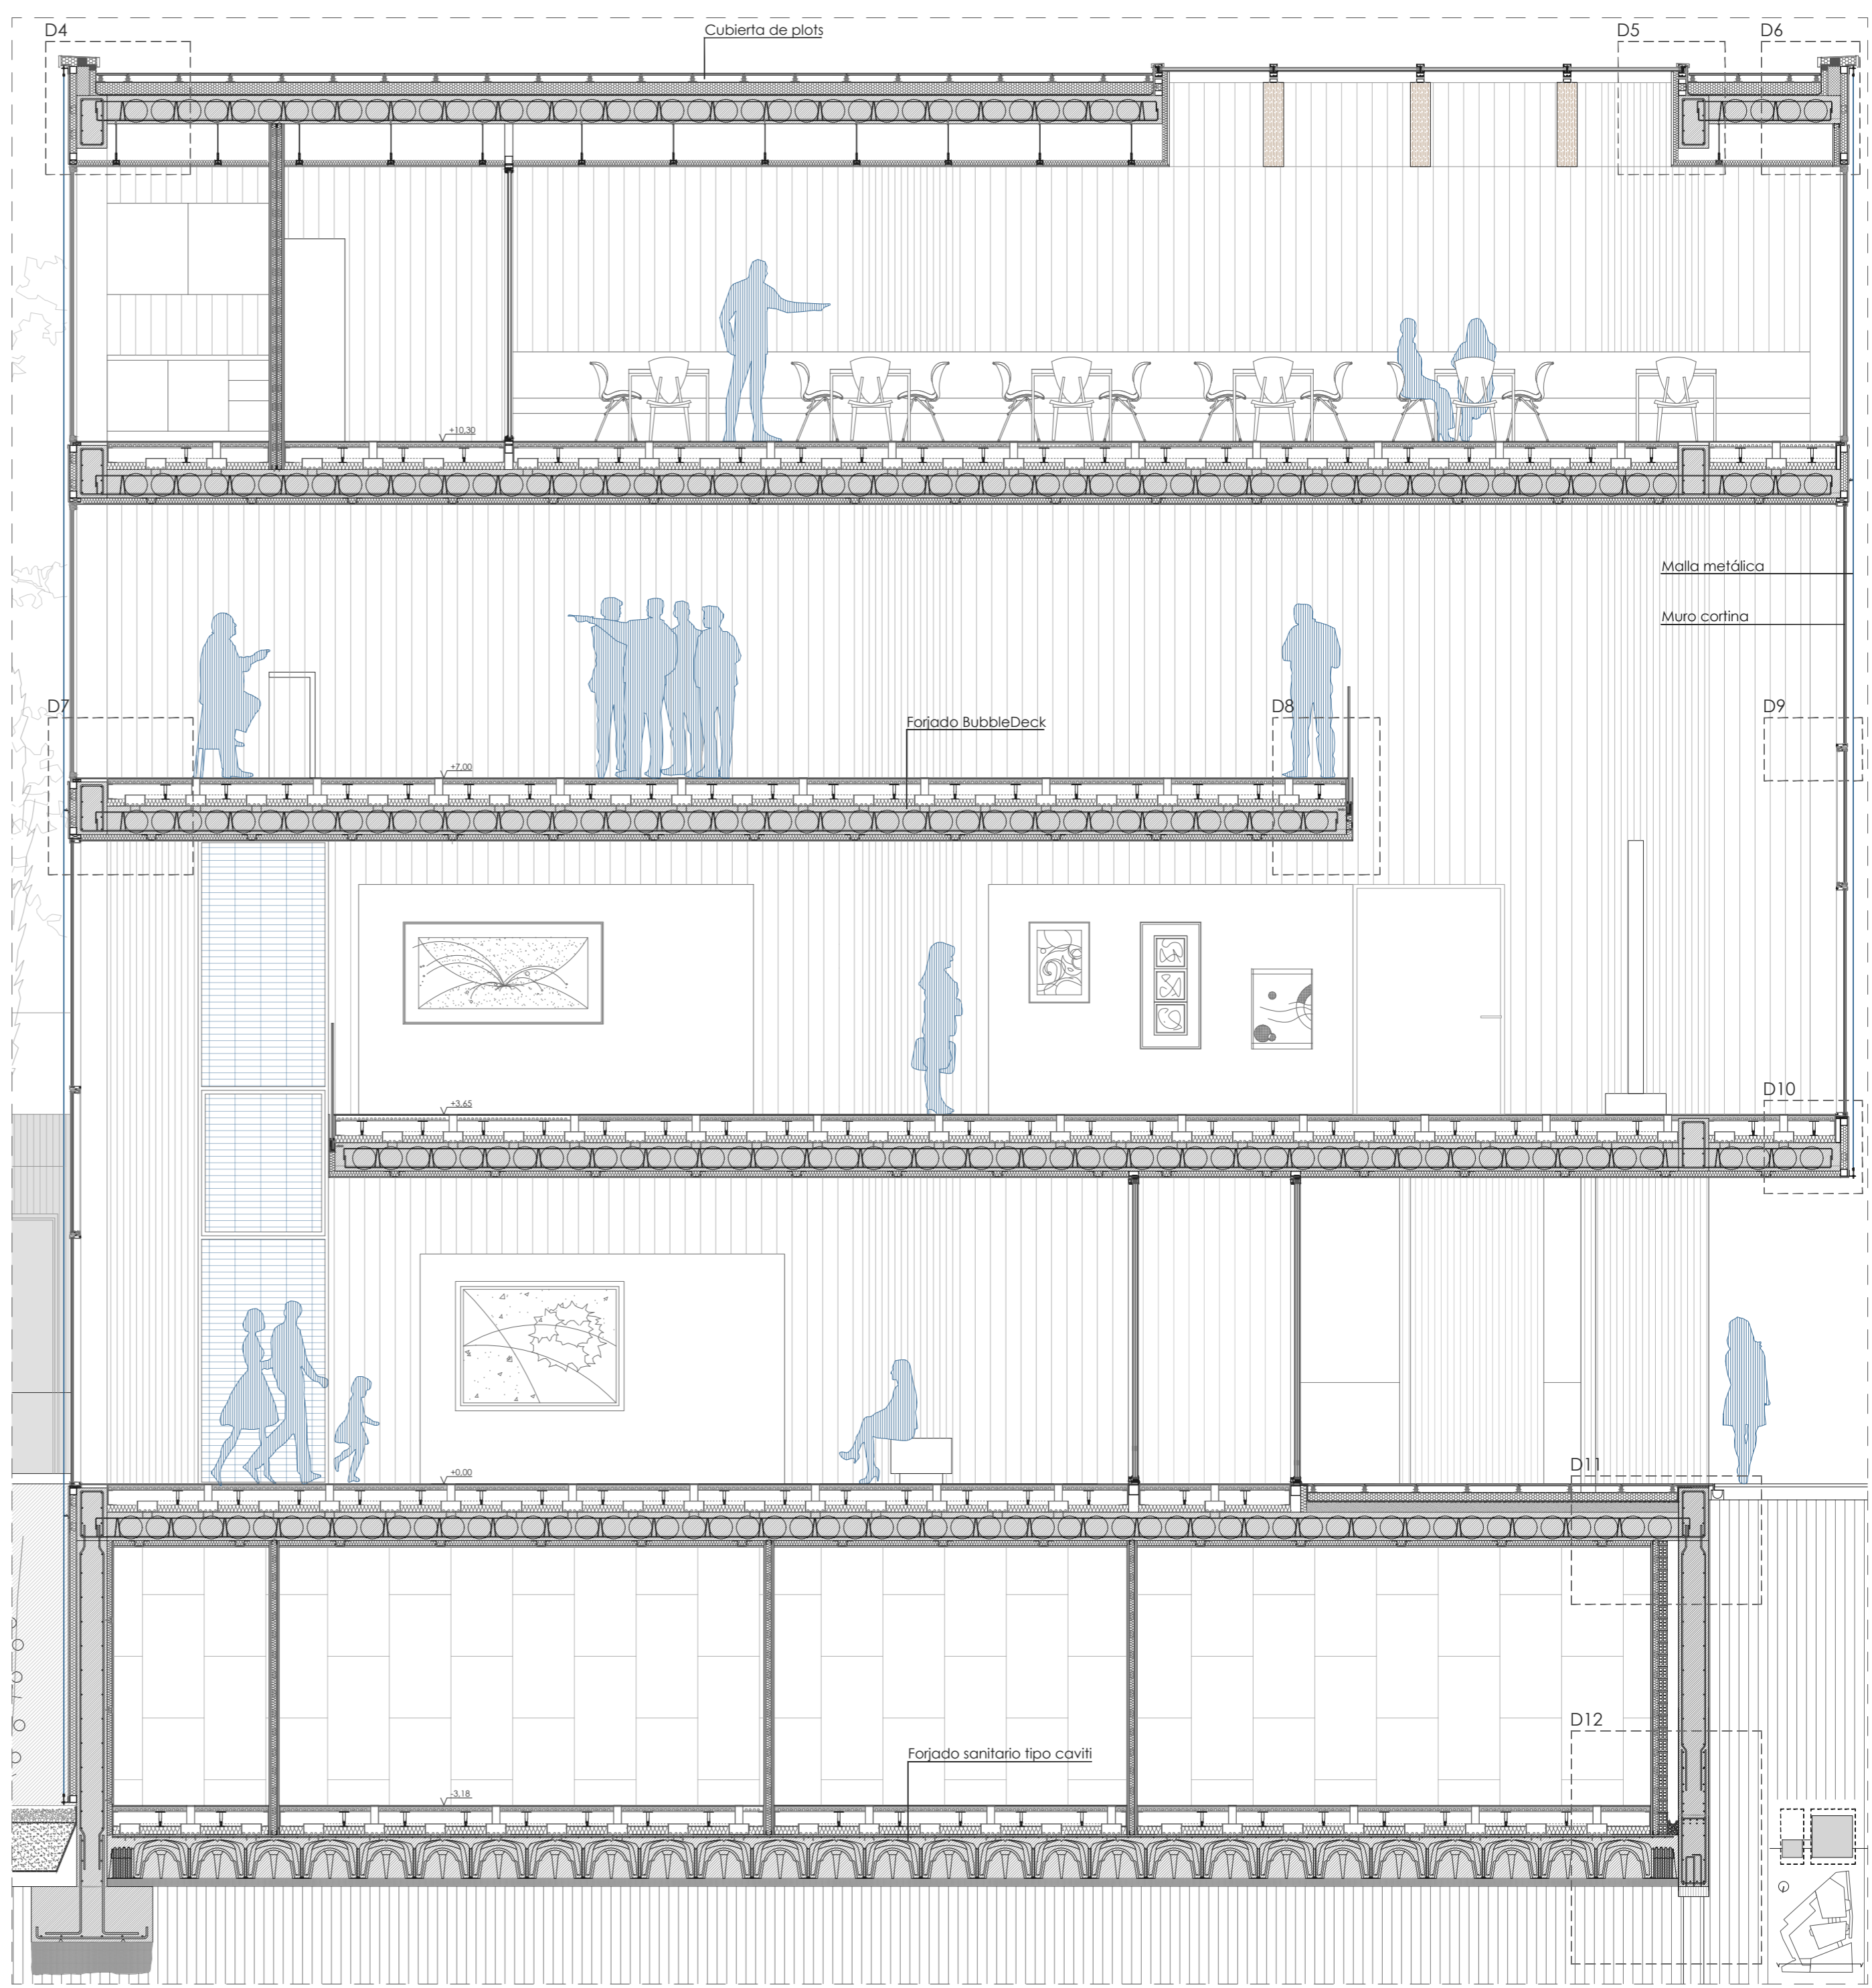 D4
Cubierta de plots
D5
D6
+10,30
Malla metálica
Muro cortina
D7
Forjado BubbleDeck
D8
D9
+7,00
+3,65
D10
+0,00
D11
D12
Forjado sanitario tipo caviti
-3,18